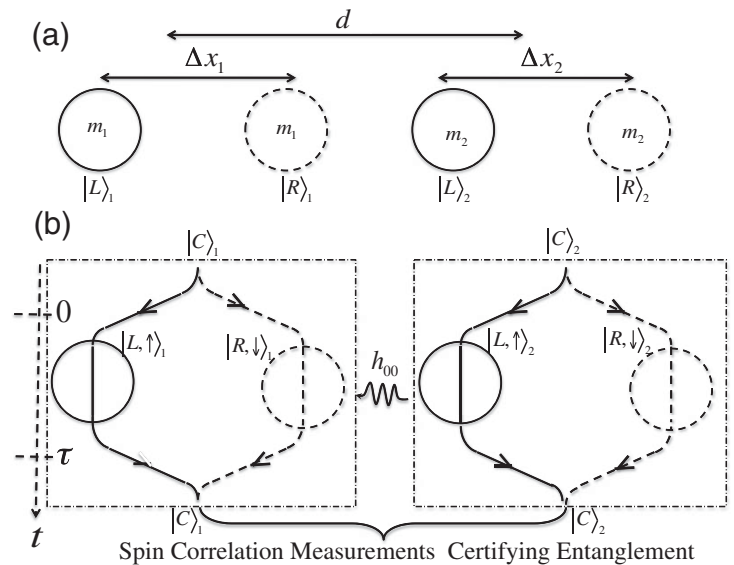 (a)
d
Δx₁ Δx₂
m₁ m₁ m₂ m₂
|L⟩₁ |R⟩₁ |L⟩₂ |R⟩₂
(b)
|C⟩₁ |C⟩₂
0
|L,↑⟩₁ |R,↓⟩₁ |L,↑⟩₂ |R,↓⟩₂
h₀₀
τ
|C⟩₁ |C⟩₂
t
Spin Correlation Measurements Certifying Entanglement